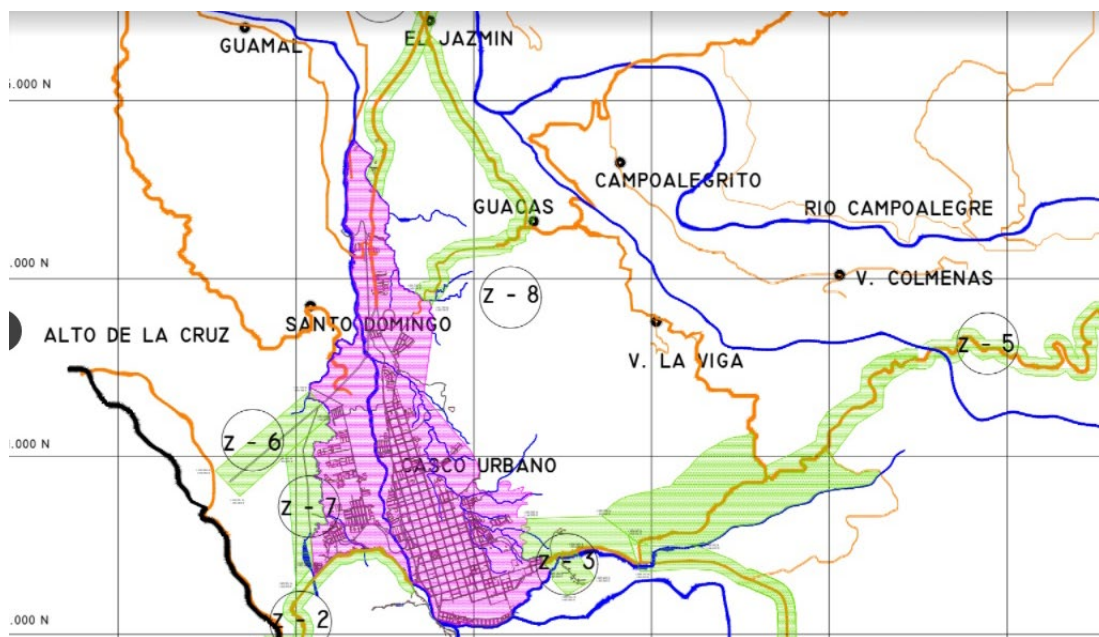 GUAMAL
EL JAZMIN
.000 N
CAMPOALEGRITO
GUACAS
RIO CAMPOALEGRE
.000 N
V. COLMENAS
Z - 8
SANTO DOMINGO
ALTO DE LA CRUZ
Z - 5
V. LA VIGA
Z - 6
.000 N
CASCO URBANO
Z - 7
Z - 3
Z - 2
.000 N